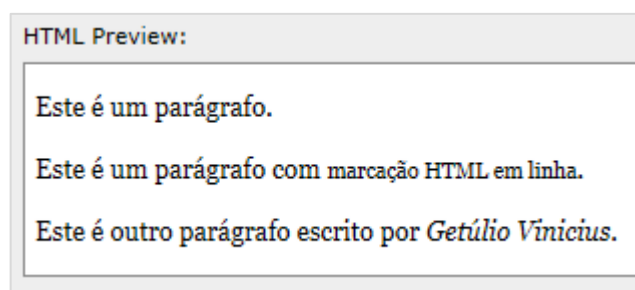 HTML Preview:
Este é um parágrafo.
Este é um parágrafo com marcação HTML em linha.
Este é outro parágrafo escrito por Getúlio Vinicius.